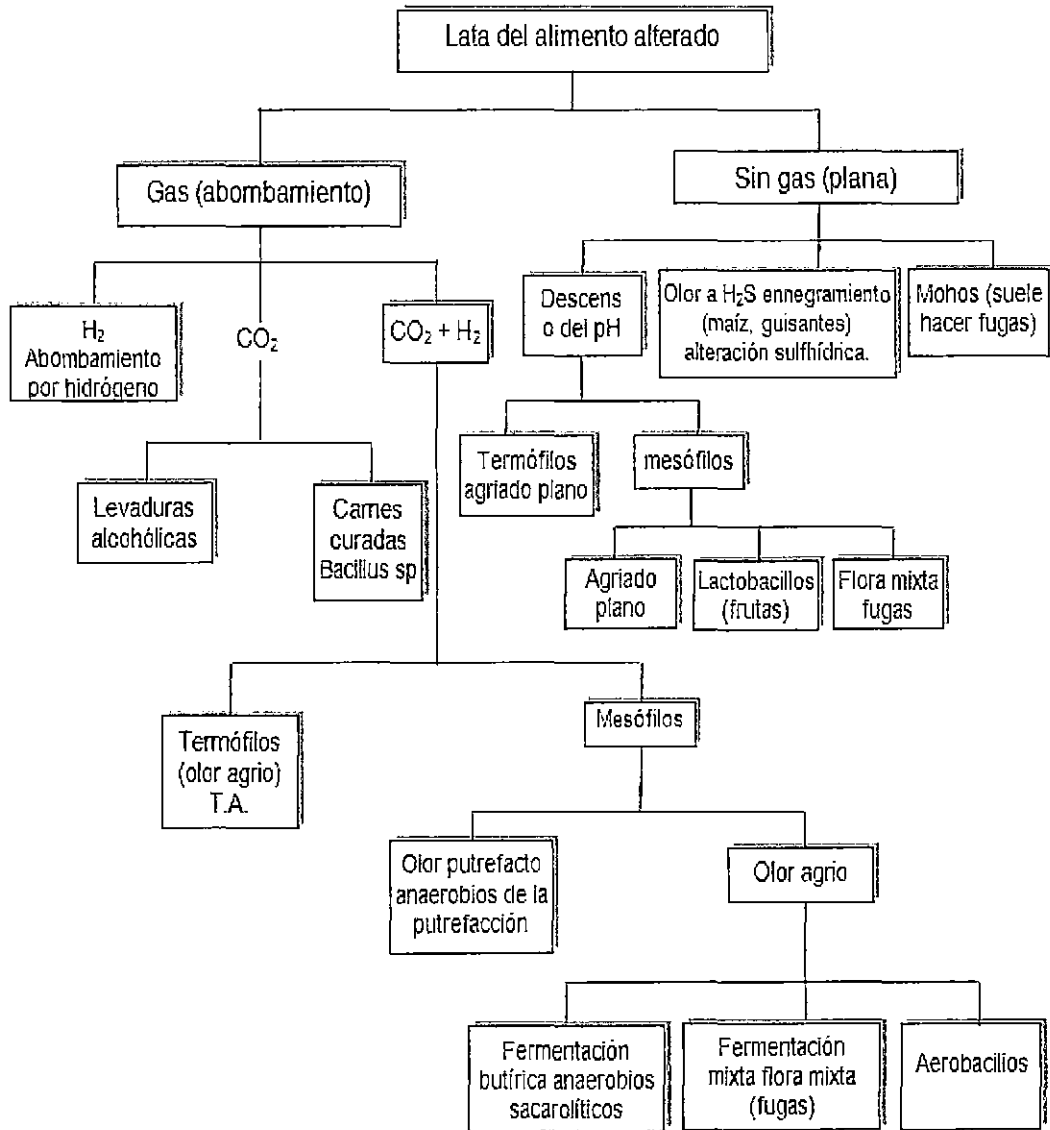 Lata del alimento alterado
Gas (abombamiento)
Sin gas (plana)
H₂
Abombamiento
por hidrógeno
CO₂
CO₂ + H₂
Descens
o del pH
Olor a H₂S ennegramiento
(maíz, guisantes)
alteración sulfhídrica.
Mohos (suele
hacer fugas)
Levaduras
alcohólicas
Carnes
curadas
Bacillus sp
Termófilos
agriado plano
mesófilos
Agriado
plano
Lactobacillos
(frutas)
Flora mixta
fugas
Termófilos
(olor agrio)
T.A.
Mesófilos
Olor putrefacto
anaerobios de la
putrefacción
Olor agrio
Fermentación
butírica anaerobios
sacarolíticos
Fermentación
mixta flora mixta
(fugas)
Aerobacilios